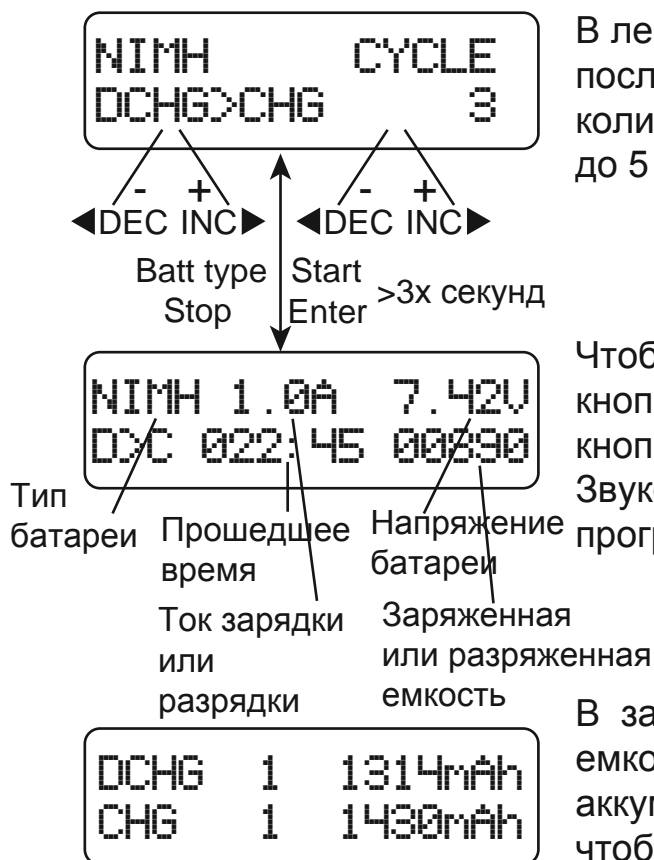 NIMH CYCLE
DCHG>CHG 3
- +
◀DEC INC▶
- +
◀DEC INC▶
Batt type
Stop
Start
Enter
>3х секунд
NIMH 1.0A 7.42V
D>C 022:45 00890
Тип
батареи
Прошедшее
время
Напряжение
батареи
Ток зарядки
или
разрядки
Заряженная
или разряженная
емкость
DCHG 1 1314mAh
CHG 1 1430mAh
В ле
посл
коли
до 5
Чтоб
кноп
кноп
Звук
прог
В за
емко
акку
чтоб